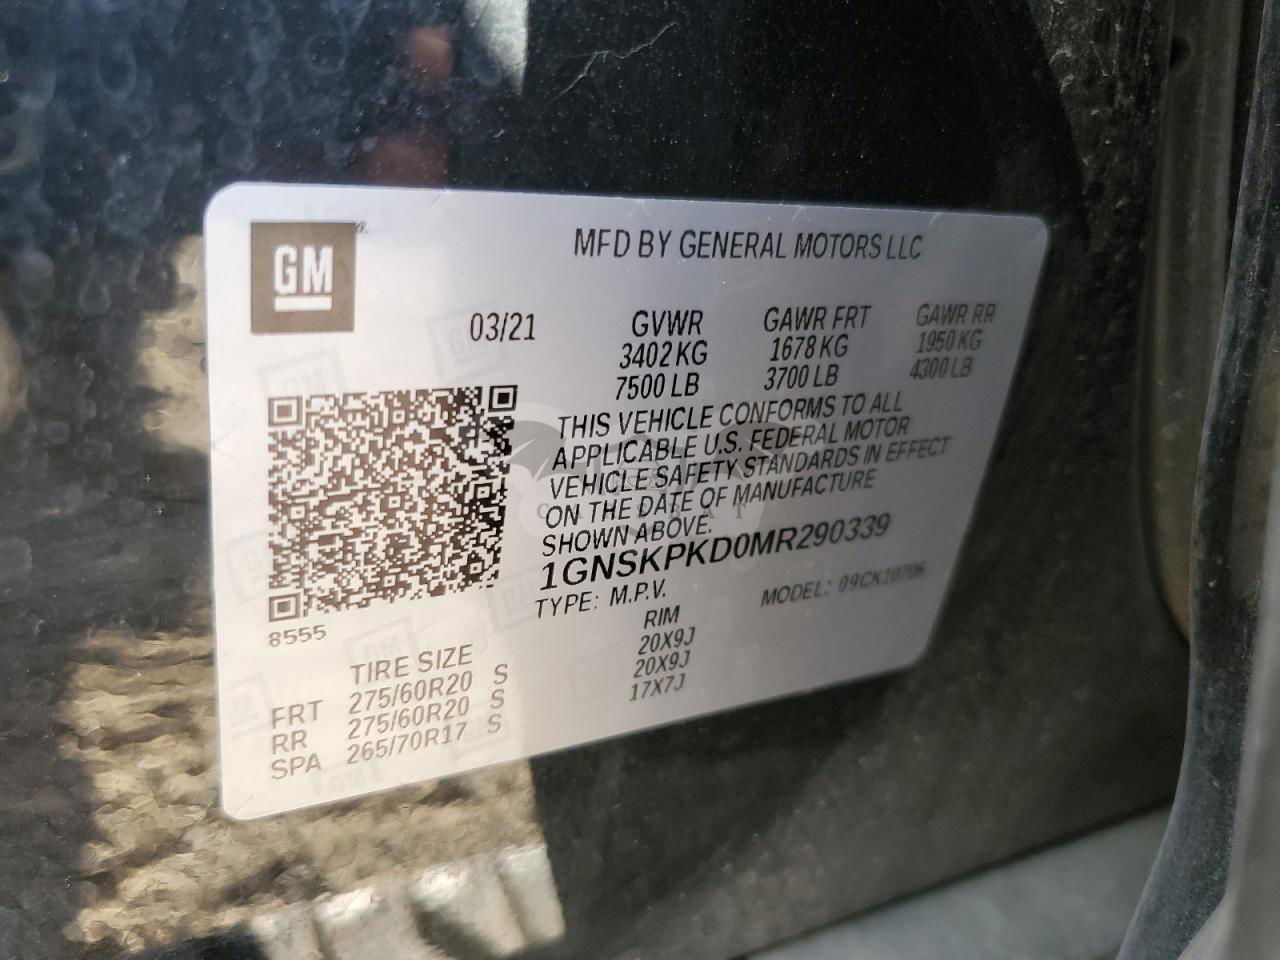 GM
MFD BY GENERAL MOTORS LLC
03/21
GVWR GAWR FRT GAWR RR
3402 KG 1678 KG 1950 KG
7500 LB 3700 LB 4300 LB
THIS VEHICLE CONFORMS TO ALL
APPLICABLE U.S. FEDERAL MOTOR
VEHICLE SAFETY STANDARDS IN EFFECT
ON THE DATE OF MANUFACTURE
SHOWN ABOVE.
1GNSKPKD0MR290339
TYPE: M.P.V. MODEL: 09CK10706
8555
TIRE SIZE RIM
FRT 275/60R20 S 20X9J
RR 275/60R20 S 20X9J
SPA 265/70R17 S 17X7J